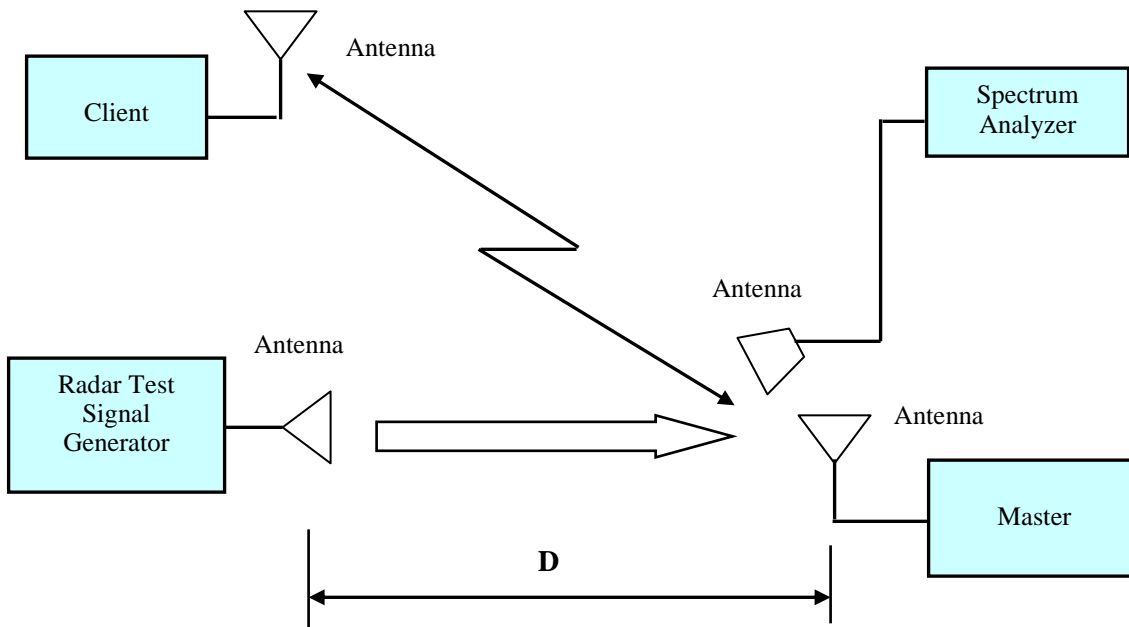 Antenna
Client
Spectrum
Analyzer
Antenna
Antenna
Radar Test
Signal
Generator
Antenna
Master
D